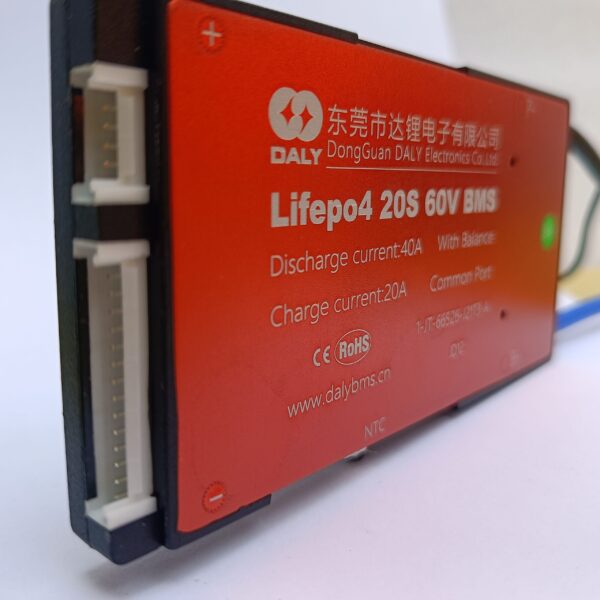 东莞市达锂电子有限公司
DALY DongGuan DALY Electronics Co.,Ltd.
Lifepo4 20S 60V BMS
Discharge current:40A With Balance
Charge current:20A Common Port
CE RoHS
www.dalybms.cn
NTC